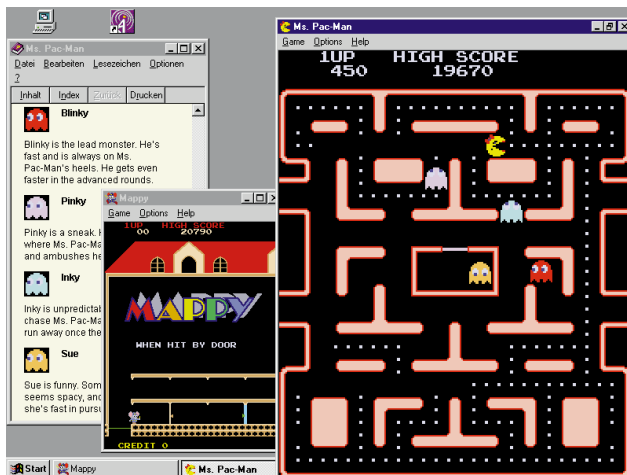 Ms. Pac-Man
Datei Bearbeiten Lesezeichen Optionen
?
Inhalt Index Zurück Drucken
Blinky
Blinky is the lead monster. He's
fast and is always on Ms.
Pac-Man's heels. He gets even
faster in the advanced rounds.
Pinky
Pinky is a sneak.
where Ms. Pac-Ma
and ambushes he
Inky
Inky is unpredictab
chase Ms. Pac-Ma
run away once the
Sue
Sue is funny. Som
seems spacy, and
she's fast in pursu
Mappy
Game Options Help
1UP HIGH SCORE
00 20790
MAPPY
WHEN HIT BY DOOR
CREDIT 0
Ms. Pac-Man
Game Options Help
1UP HIGH SCORE
450 19670
Start Mappy Ms. Pac-Man